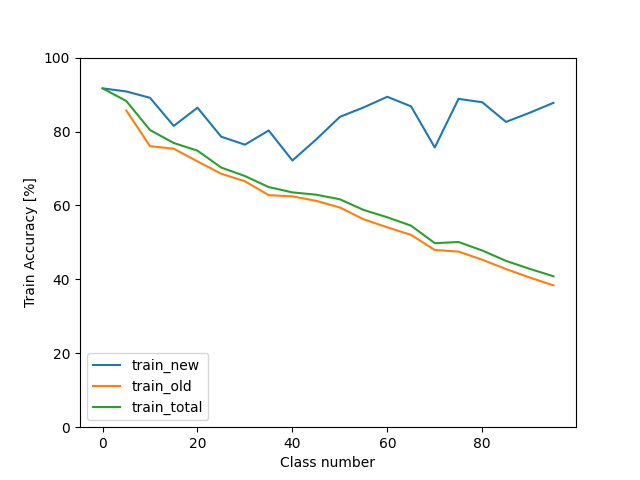 100
80
60
40
20
0
Train Accuracy [%]
train_new
train_old
train_total
0 20 40 60 80
Class number